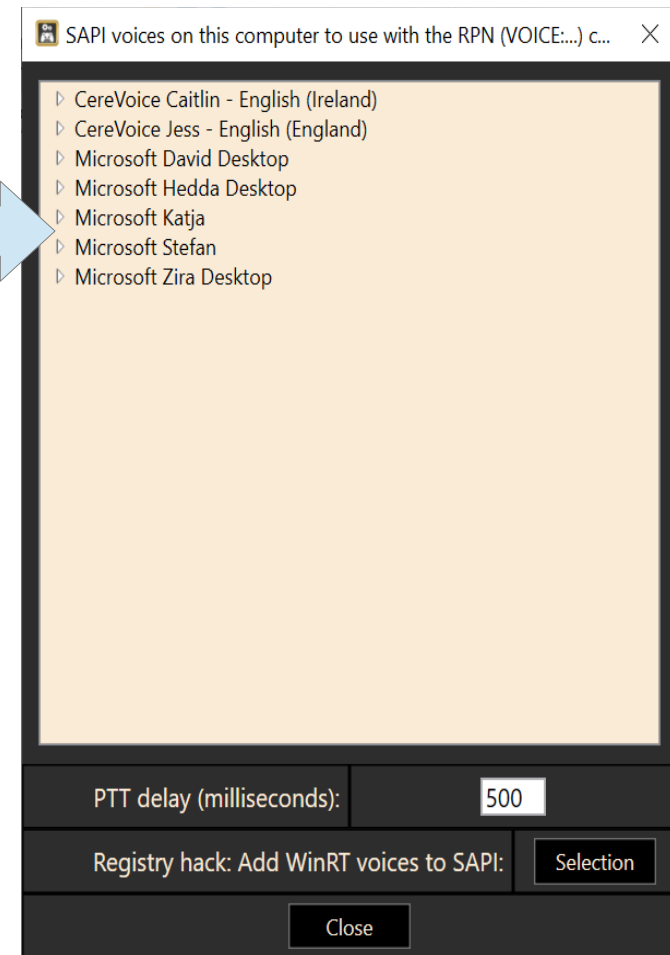 SAPI voices on this computer to use with the RPN (VOICE:...) c...
CereVoice Caitlin - English (Ireland)
CereVoice Jess - English (England)
Microsoft David Desktop
Microsoft Hedda Desktop
Microsoft Katja
Microsoft Stefan
Microsoft Zira Desktop
PTT delay (milliseconds): 500
Registry hack: Add WinRT voices to SAPI: Selection
Close